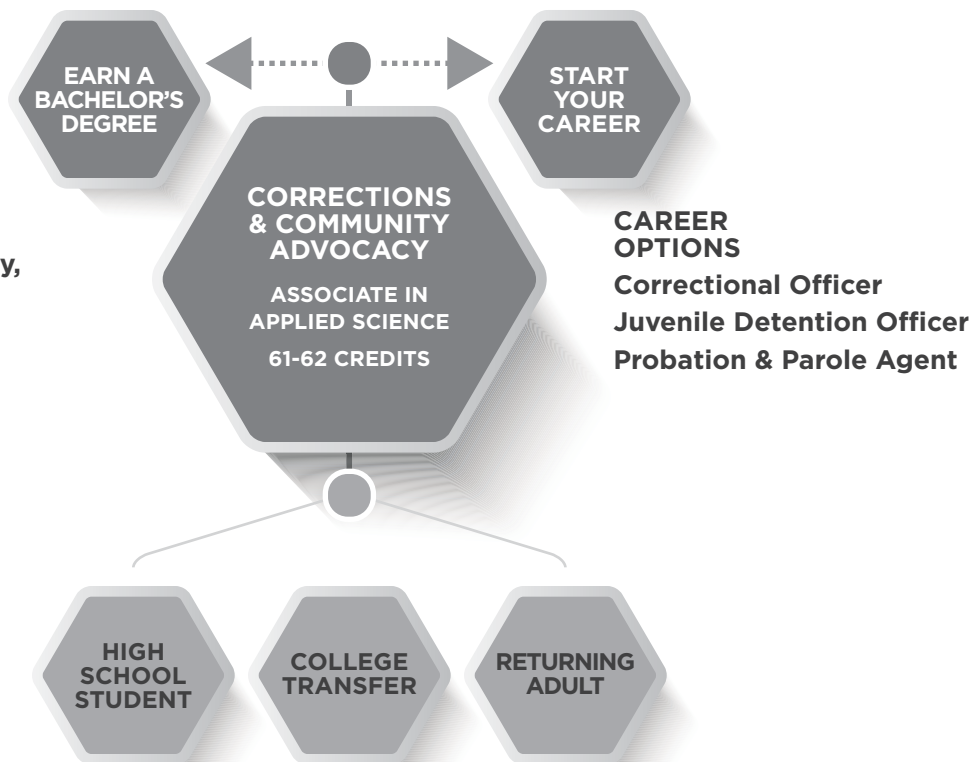 EARN A
BACHELOR'S
DEGREE
START
YOUR
CAREER
CORRECTIONS
& COMMUNITY
ADVOCACY
ASSOCIATE IN
APPLIED SCIENCE
61-62 CREDITS
CAREER
OPTIONS
Correctional Officer
Juvenile Detention Officer
Probation & Parole Agent
HIGH
SCHOOL
STUDENT
COLLEGE
TRANSFER
RETURNING
ADULT